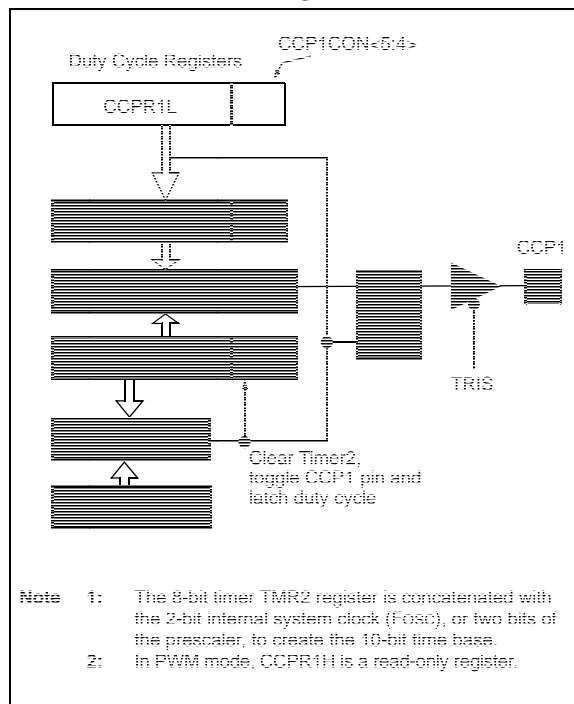 CCP1CON<5:4>
Duty Cycle Registers
CCPR1L
CCP1
TRIS
Clear Timer2,
toggle CCP1 pin and
latch duty cycle
Note 1: The 8-bit timer TMR2 register is concatenated with
the 2-bit internal system clock (FOSC), or two bits of
the prescaler, to create the 10-bit time base.
2: In PWM mode, CCPR1H is a read-only register.